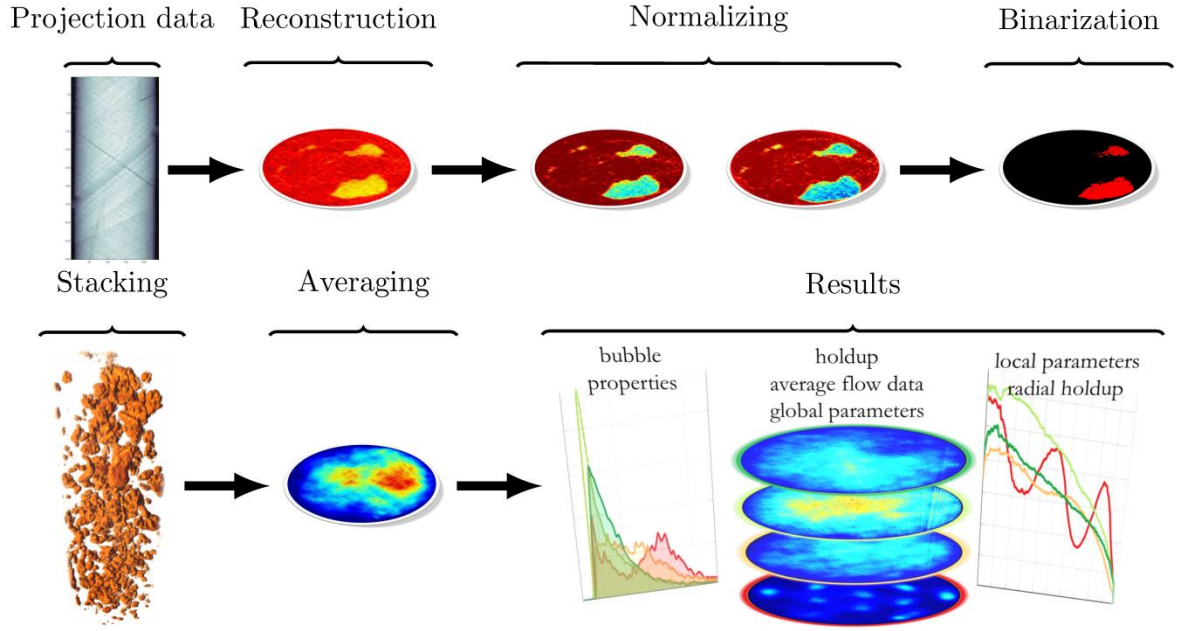 Projection data
Reconstruction
Normalizing
Binarization
Stacking
Averaging
Results
bubble
properties
holdup
average flow data
global parameters
local parameters
radial holdup